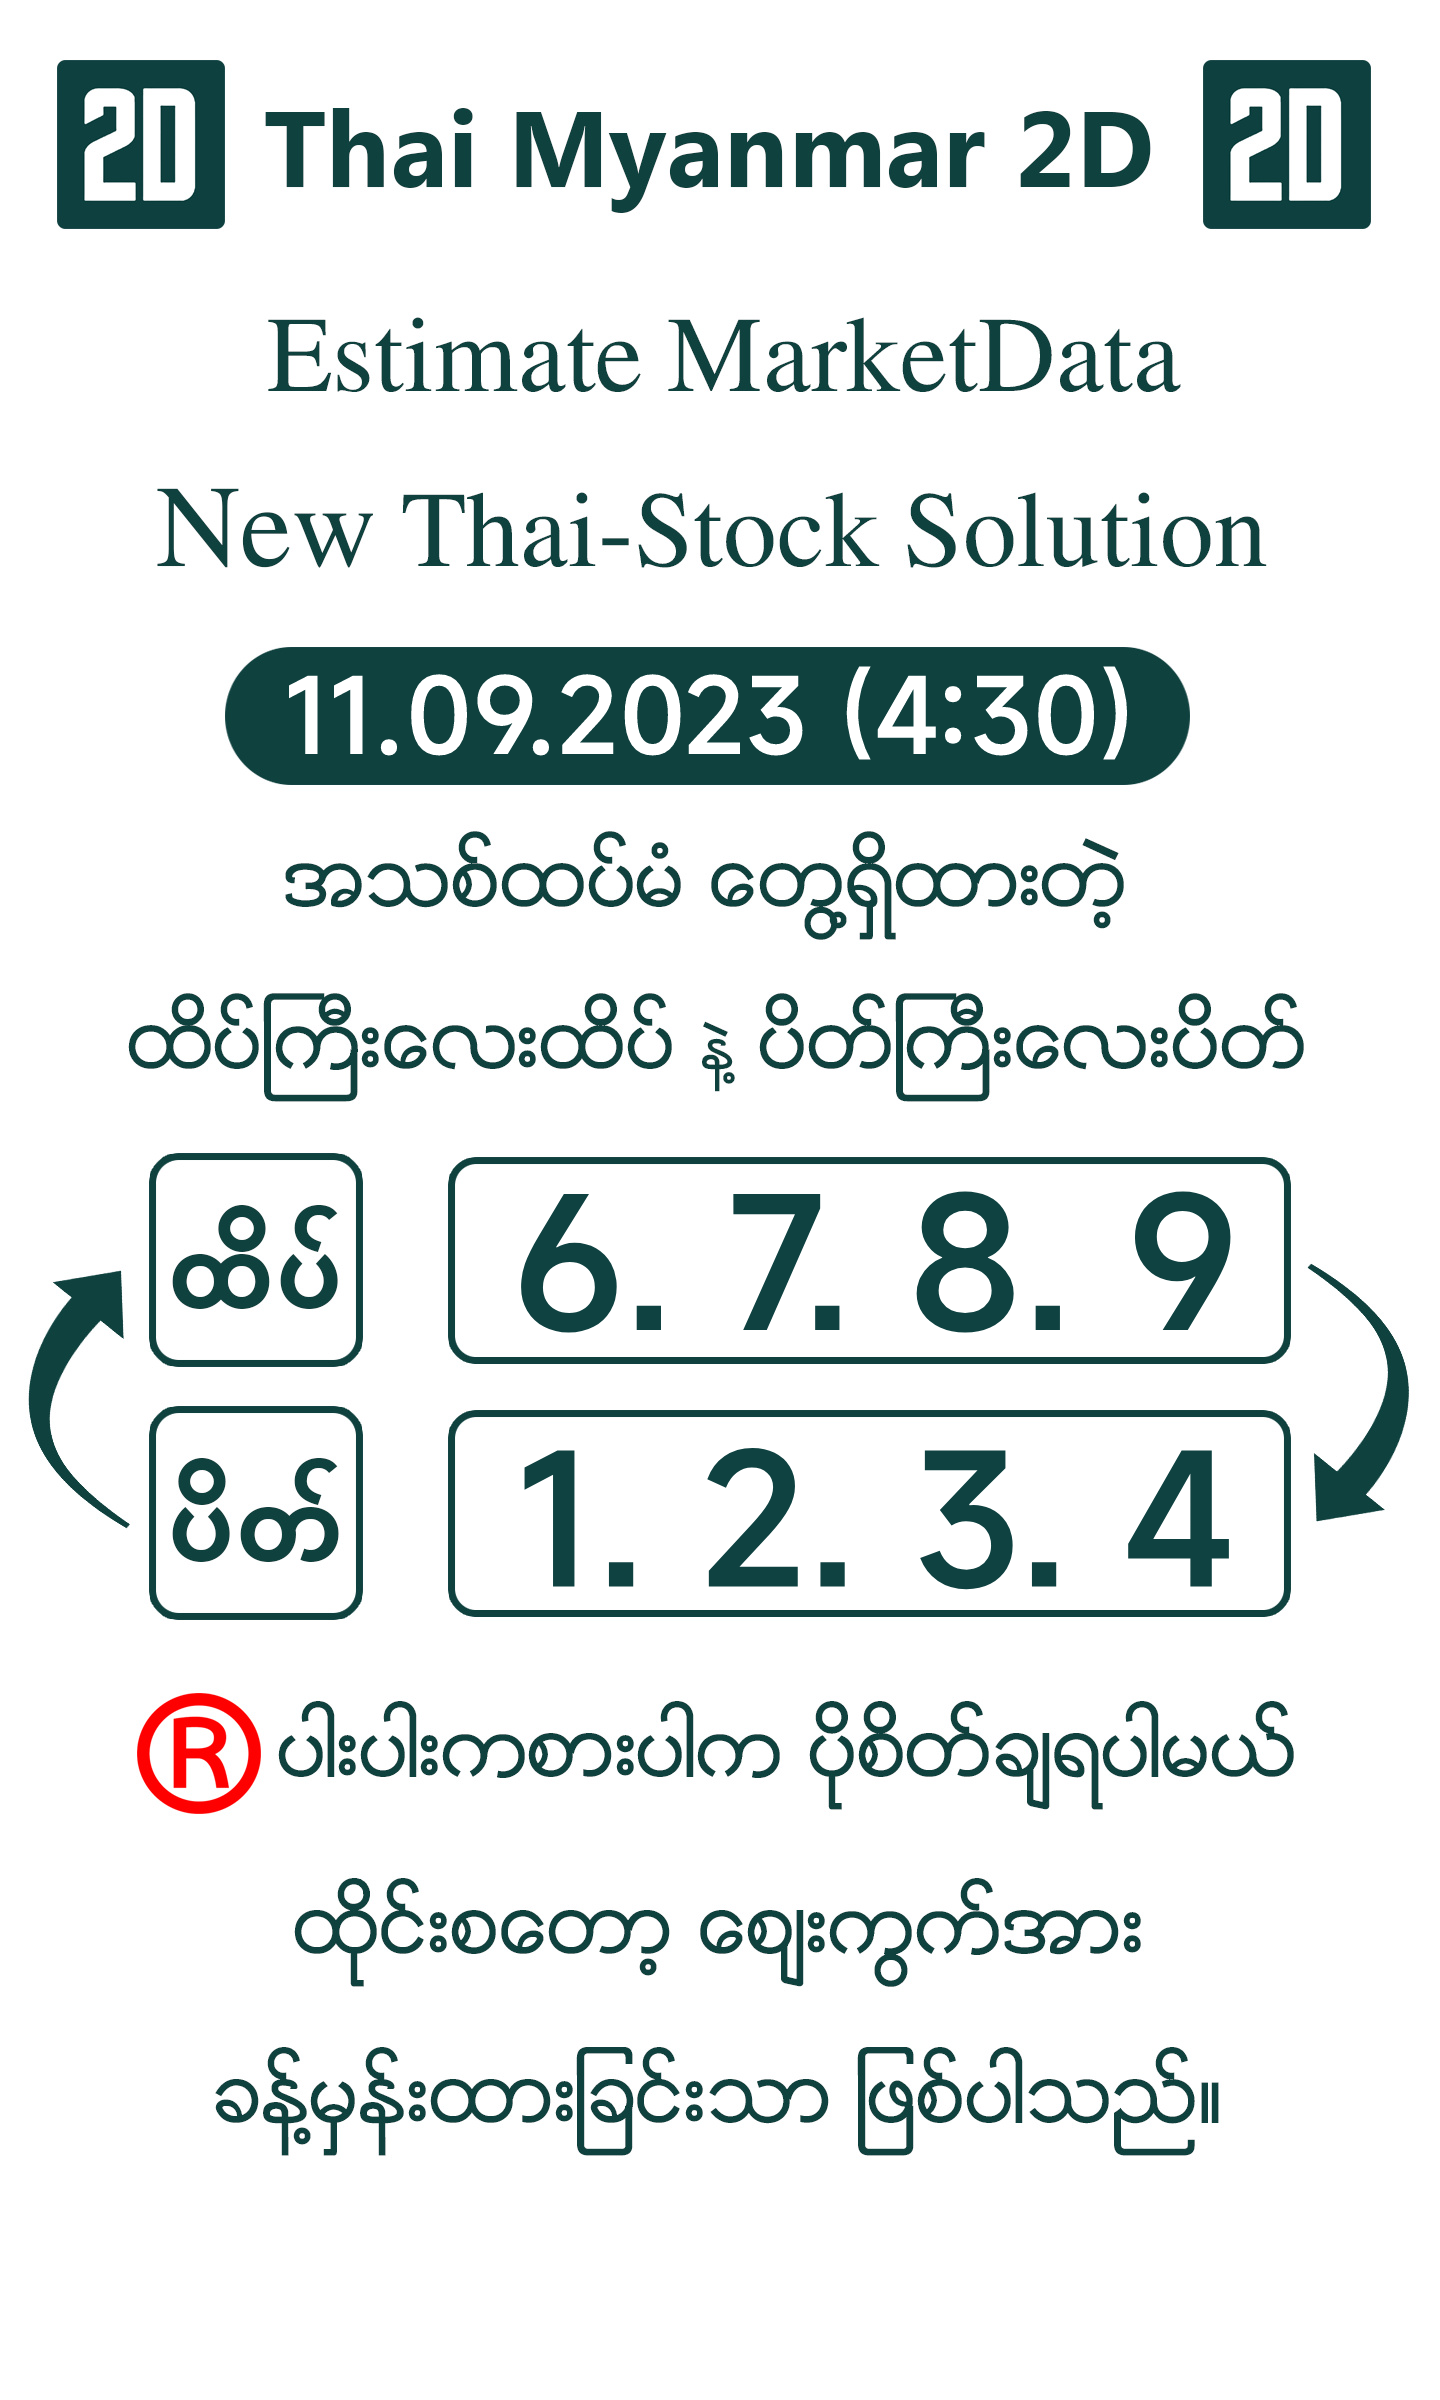 2D Thai Myanmar 2D 2D
Estimate MarketData
New Thai-Stock Solution
11.09.2023 (4:30)
အသစ်ထပ်မံ တွေ့ရှိထားတဲ့
ထိပ်ကြီးလေးထိပ် နဲ့ ပိတ်ကြီးလေးပိတ်
ထိပ် 6. 7. 8. 9
ပိတ် 1. 2. 3. 4
® ပါးပါးကစားပါက ပိုစိတ်ချရပါမယ်
ထိုင်းစတော့ ဈေးကွက်အား
ခန့်မှန်းထားခြင်းသာ ဖြစ်ပါသည်။